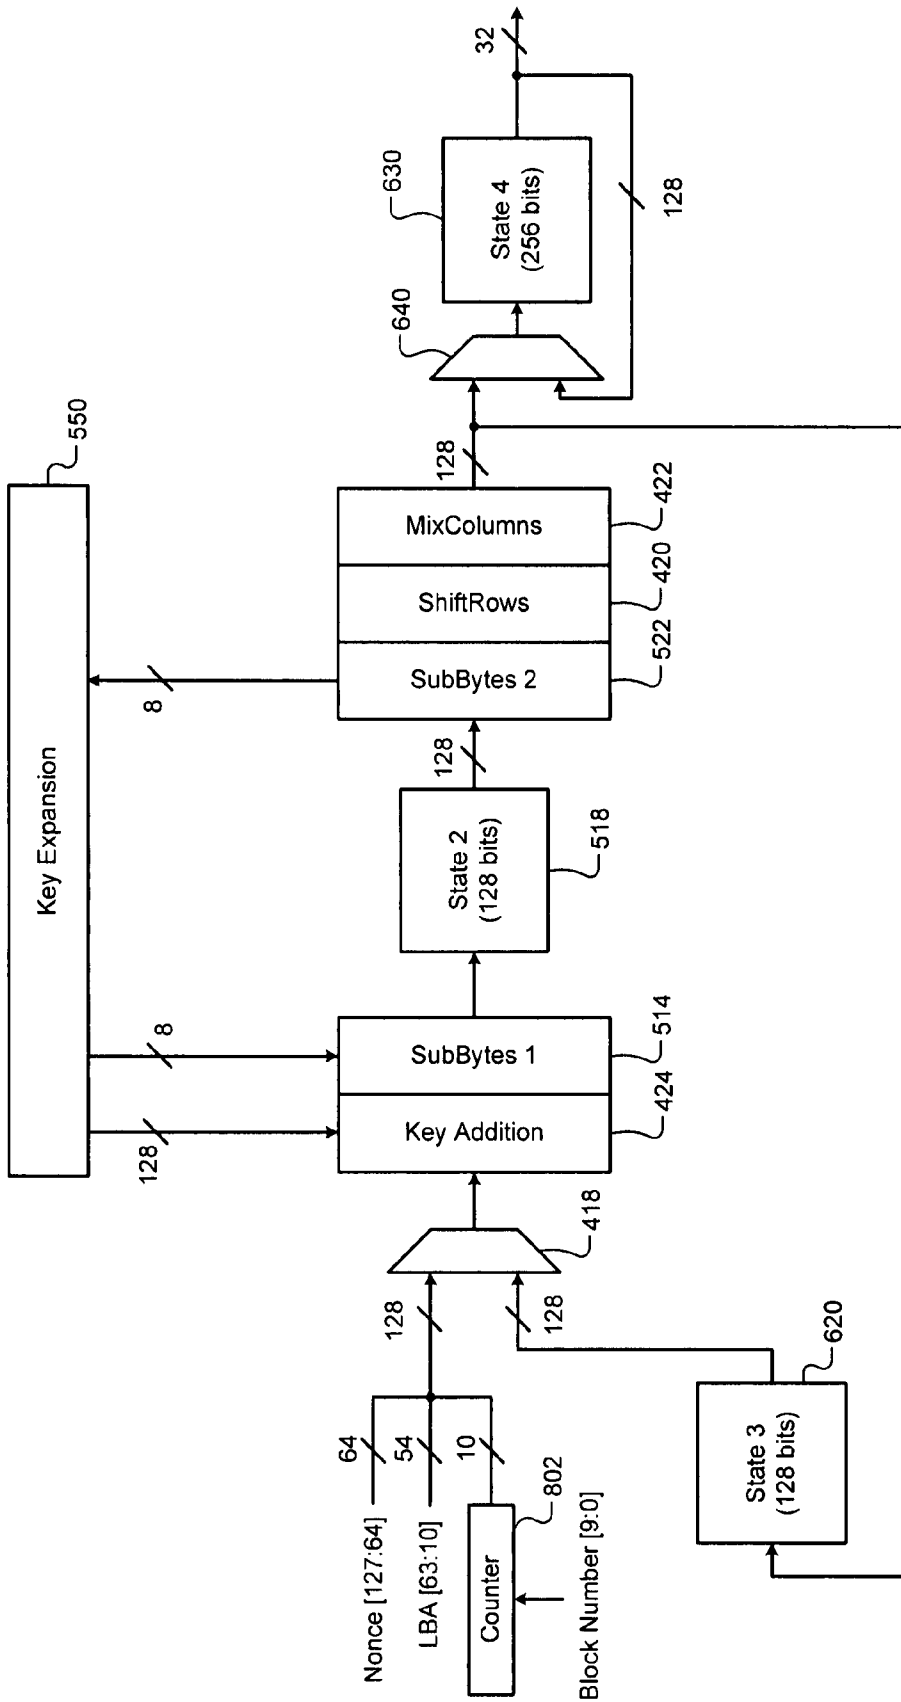 Key Expansion
550
128
8
8
Nonce [127:64]
64
LBA [63:10]
54
Counter
10
802
Block Number [9:0]
128
128
418
Key Addition
424
SubBytes 1
514
State 2
(128 bits)
518
128
SubBytes 2
522
ShiftRows
420
MixColumns
422
128
640
State 4
(256 bits)
630
32
128
State 3
(128 bits)
620